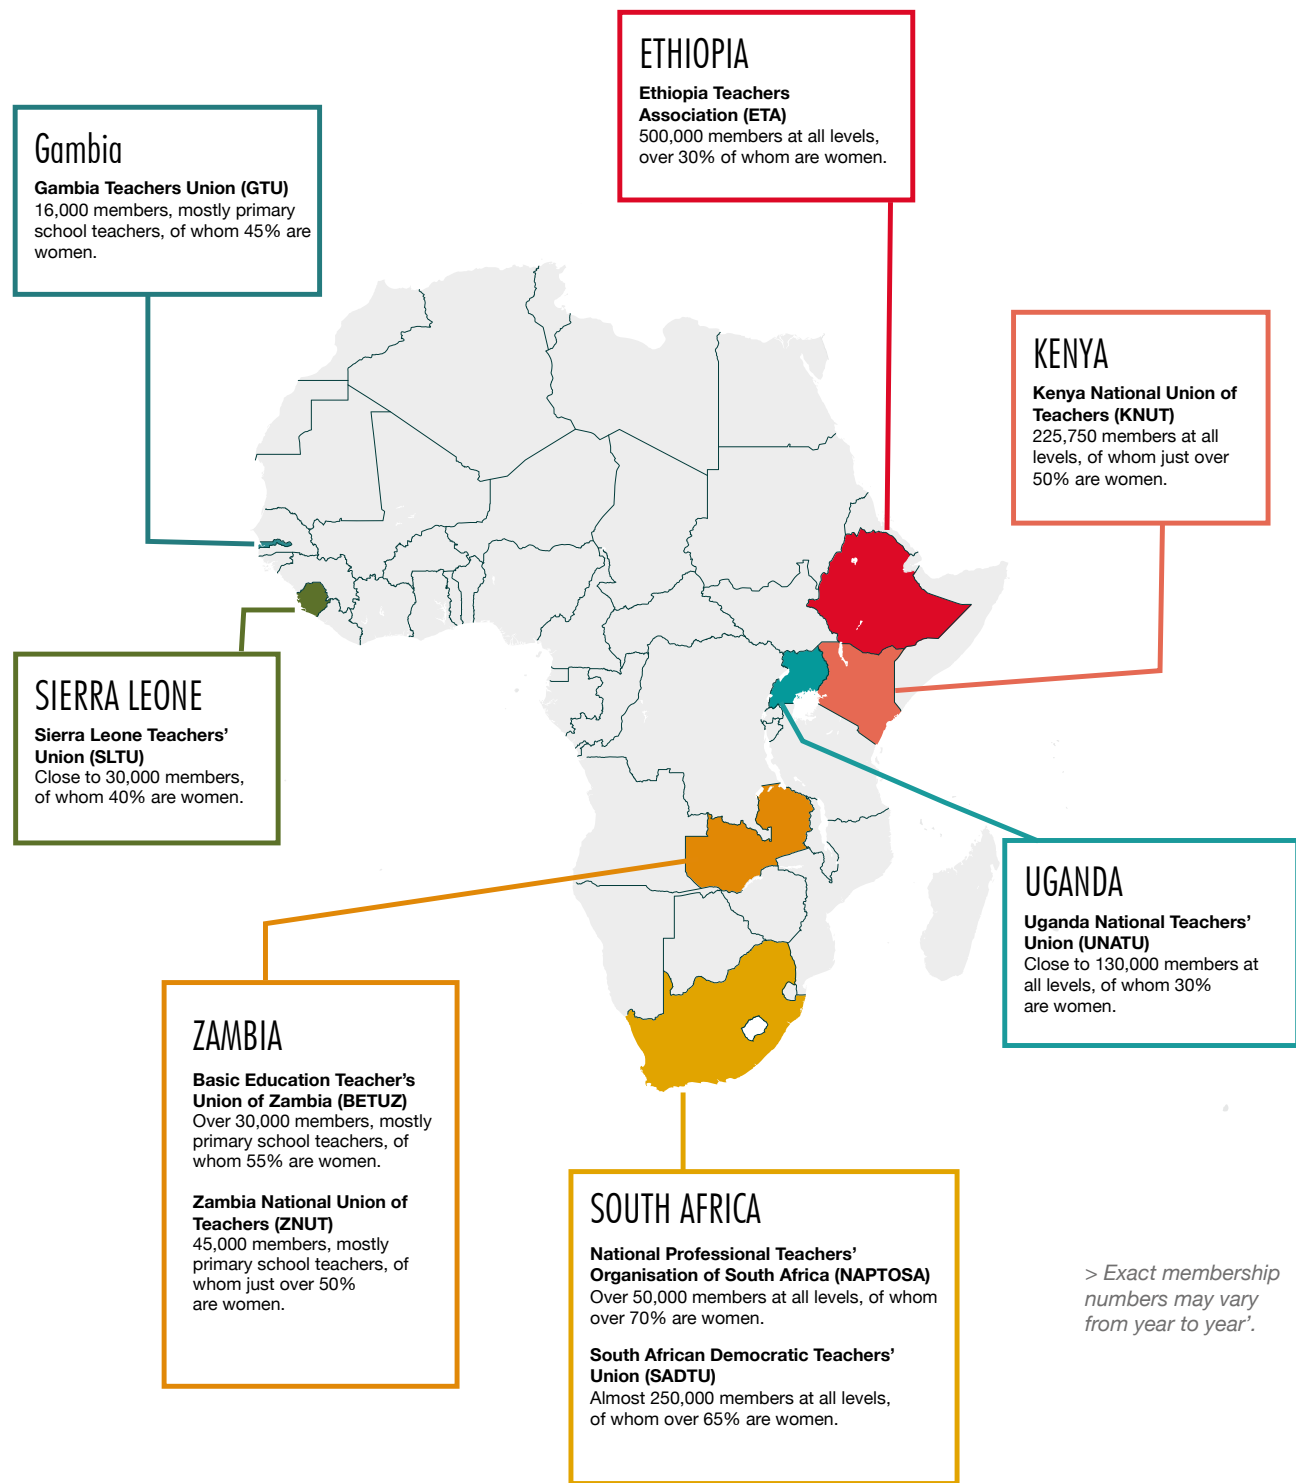 ETHIOPIA
Ethiopia Teachers
Association (ETA)
500,000 members at all levels,
over 30% of whom are women.
Gambia
Gambia Teachers Union (GTU)
16,000 members, mostly primary
school teachers, of whom 45% are
women.
KENYA
Kenya National Union of
Teachers (KNUT)
225,750 members at all
levels, of whom just over
50% are women.
SIERRA LEONE
Sierra Leone Teachers’
Union (SLTU)
Close to 30,000 members,
of whom 40% are women.
UGANDA
Uganda National Teachers’
Union (UNATU)
Close to 130,000 members at
all levels, of whom 30%
are women.
ZAMBIA
Basic Education Teacher’s
Union of Zambia (BETUZ)
Over 30,000 members, mostly
primary school teachers, of
whom 55% are women.
Zambia National Union of
Teachers (ZNUT)
45,000 members, mostly
primary school teachers, of
whom just over 50%
are women.
SOUTH AFRICA
National Professional Teachers’
Organisation of South Africa (NAPTOSA)
Over 50,000 members at all levels, of whom
over 70% are women.
South African Democratic Teachers’
Union (SADTU)
Almost 250,000 members at all levels,
of whom over 65% are women.
> Exact membership
numbers may vary
from year to year’.